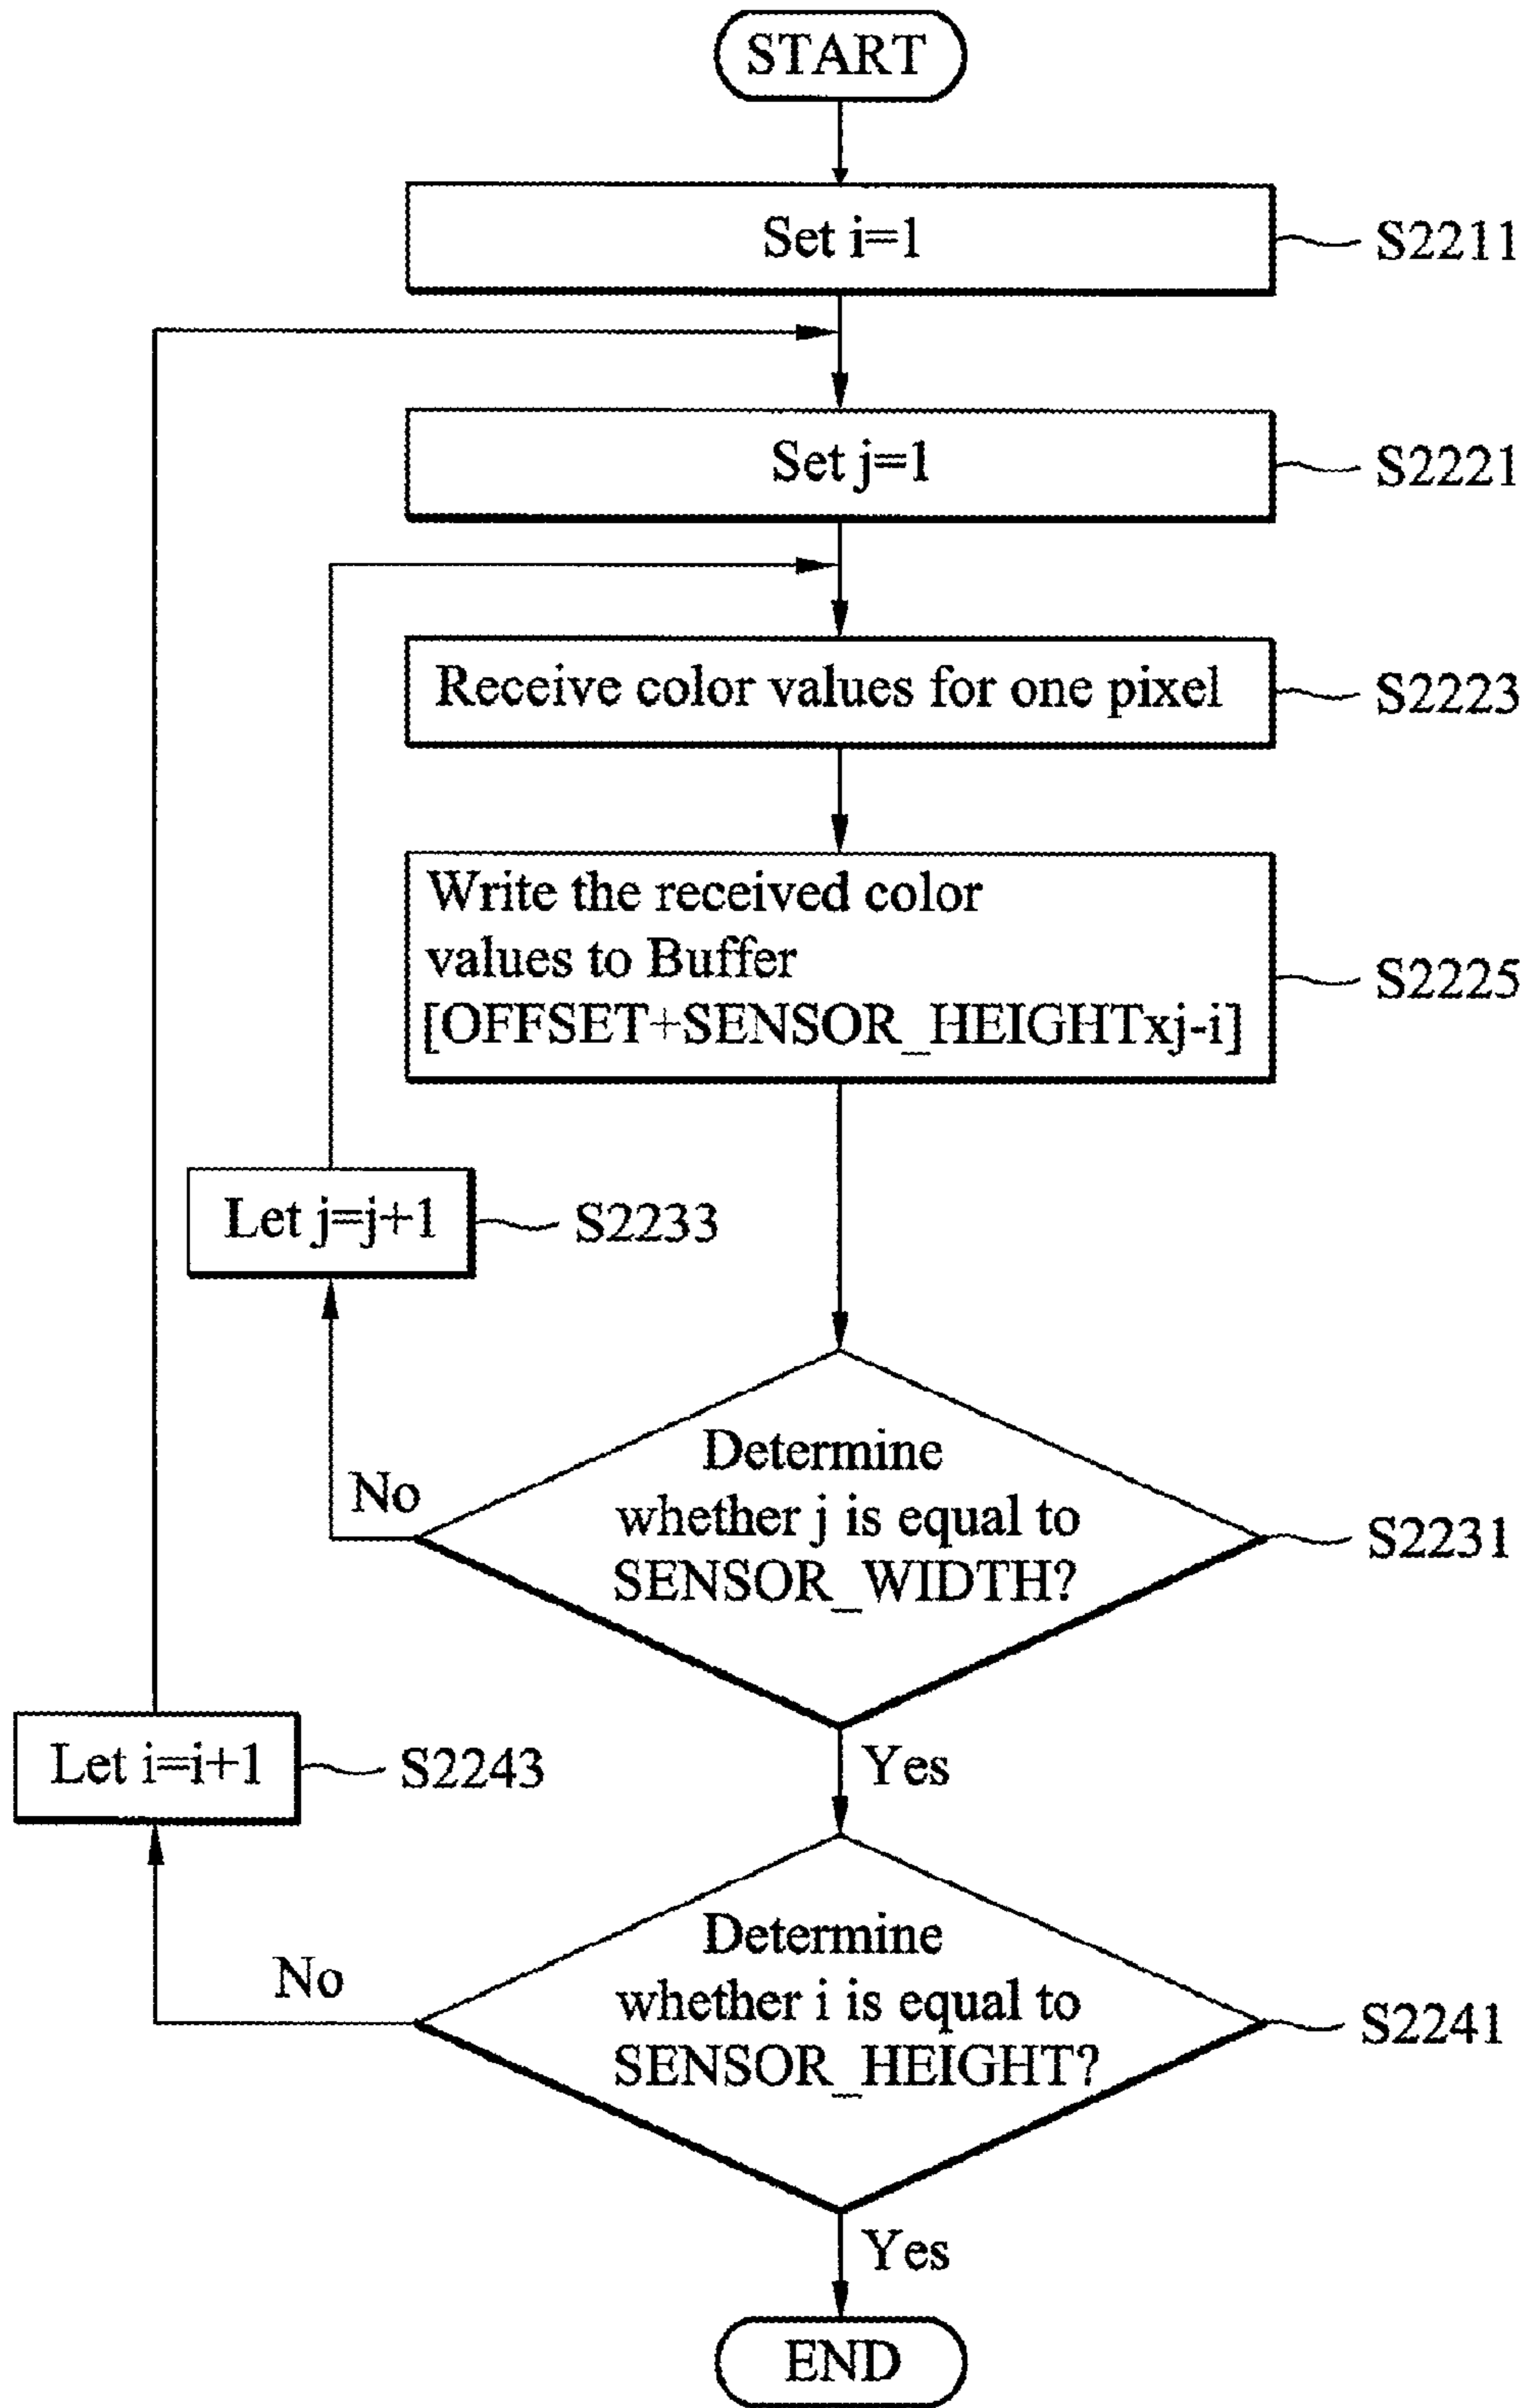 START
Set i=1
S2211
Set j=1
S2221
Receive color values for one pixel
S2223
Write the received color
values to Buffer
[OFFSET+SENSOR_HEIGHTxj-i]
S2225
Let j=j+1
S2233
Determine
whether j is equal to
SENSOR_WIDTH?
No
S2231
Let i=i+1
S2243
Yes
Determine
whether i is equal to
SENSOR_HEIGHT?
No
S2241
Yes
END